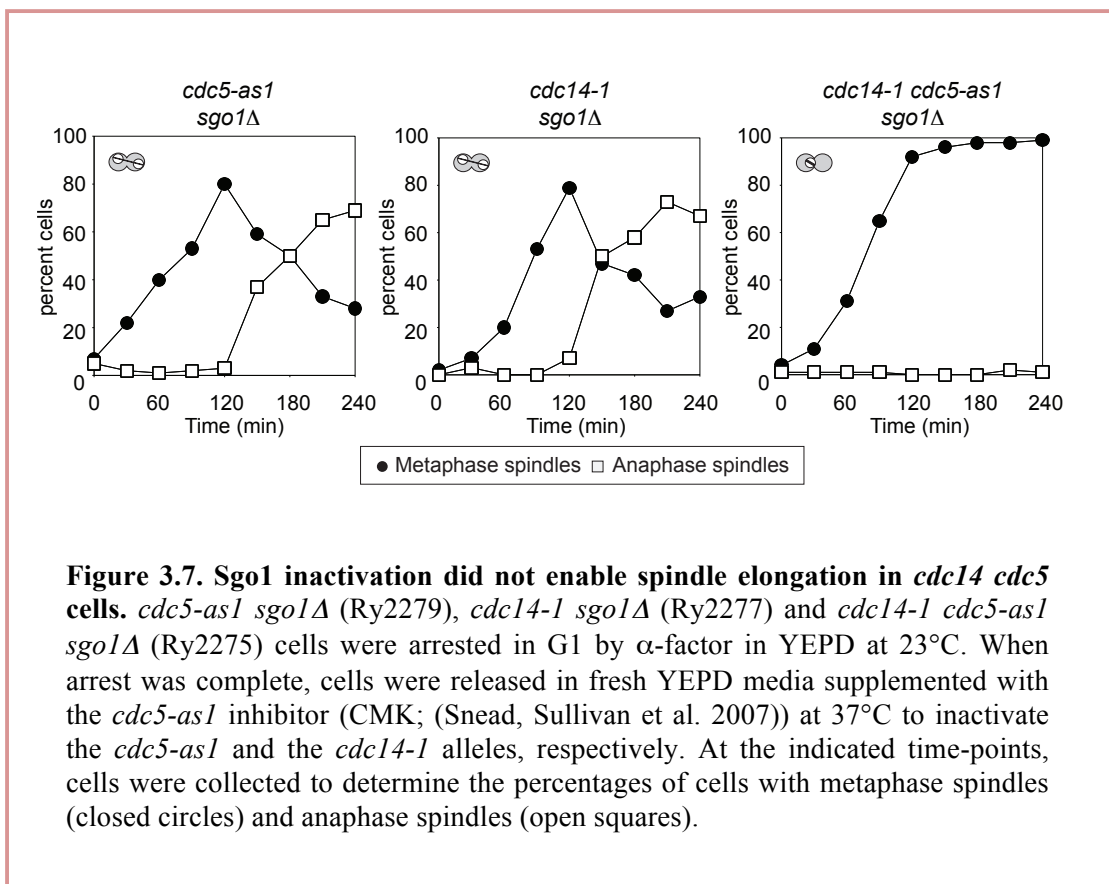 cdc5-as1
sgo1Δ
cdc14-1
sgo1Δ
cdc14-1 cdc5-as1
sgo1Δ
percent cells
100
80
60
40
20
0
0 60 120 180 240
Time (min)
percent cells
100
80
60
40
20
0
0 60 120 180 240
Time (min)
percent cells
100
80
60
40
20
0
0 60 120 180 240
Time (min)
● Metaphase spindles □ Anaphase spindles
Figure 3.7. Sgo1 inactivation did not enable spindle elongation in cdc14 cdc5
cells. cdc5-as1 sgo1Δ (Ry2279), cdc14-1 sgo1Δ (Ry2277) and cdc14-1 cdc5-as1
sgo1Δ (Ry2275) cells were arrested in G1 by α-factor in YEPD at 23°C. When
arrest was complete, cells were released in fresh YEPD media supplemented with
the cdc5-as1 inhibitor (CMK; (Snead, Sullivan et al. 2007)) at 37°C to inactivate
the cdc5-as1 and the cdc14-1 alleles, respectively. At the indicated time-points,
cells were collected to determine the percentages of cells with metaphase spindles
(closed circles) and anaphase spindles (open squares).